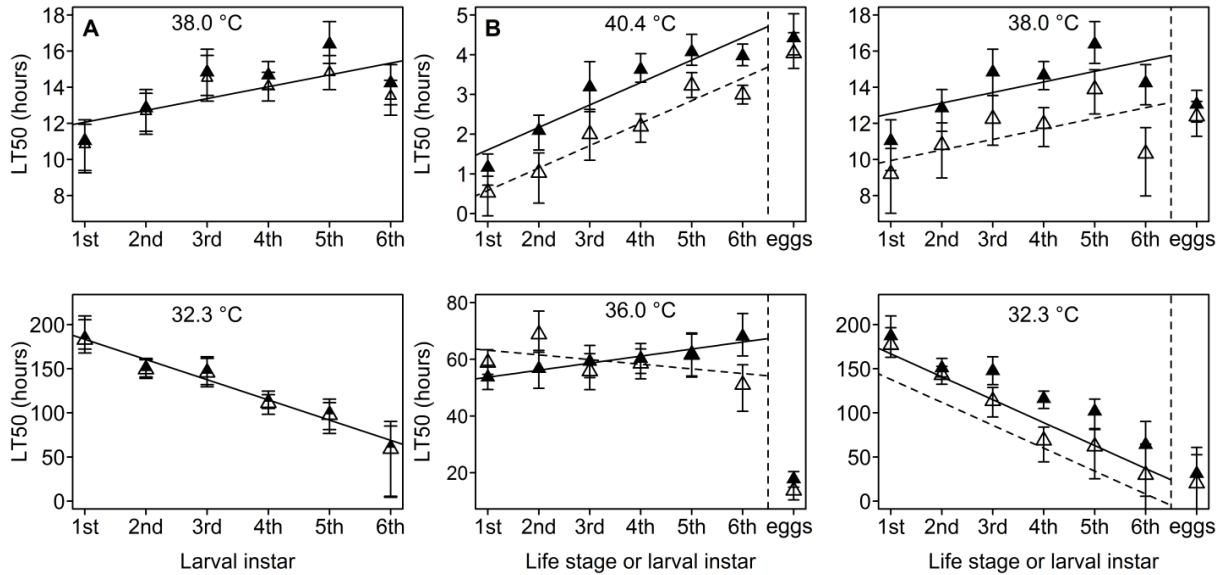 A
38.0 °C
LT50 (hours)
18
16
14
12
10
8
1st 2nd 3rd 4th 5th 6th
B
40.4 °C
LT50 (hours)
5
4
3
2
1
0
1st 2nd 3rd 4th 5th 6th eggs
38.0 °C
18
16
14
12
10
8
1st 2nd 3rd 4th 5th 6th eggs
32.3 °C
LT50 (hours)
200
150
100
50
0
1st 2nd 3rd 4th 5th 6th
Larval instar
36.0 °C
LT50 (hours)
80
60
40
20
1st 2nd 3rd 4th 5th 6th eggs
Life stage or larval instar
32.3 °C
200
150
100
50
0
1st 2nd 3rd 4th 5th 6th eggs
Life stage or larval instar